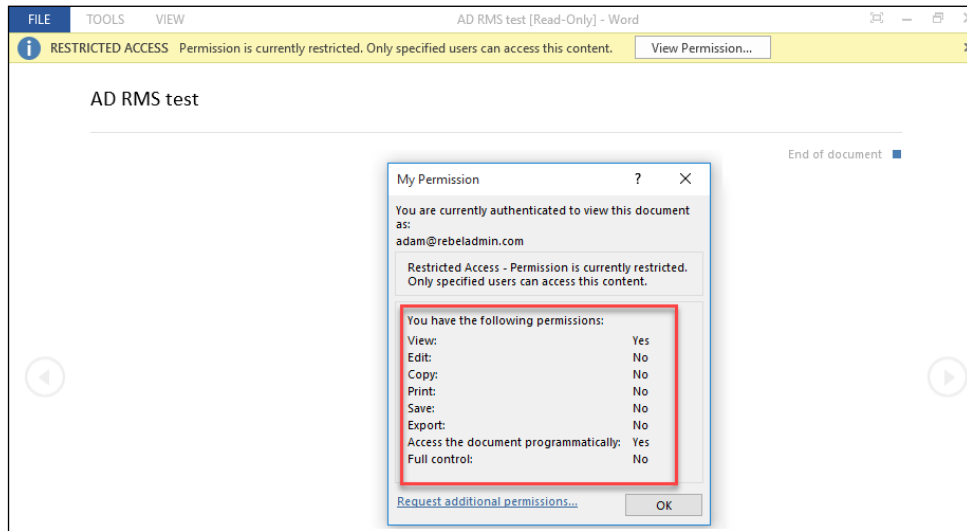 FILE TOOLS VIEW AD RMS test [Read-Only] - Word
i RESTRICTED ACCESS Permission is currently restricted. Only specified users can access this content. View Permission...
AD RMS test
End of document
My Permission ?
You are currently authenticated to view this document
as:
adam@rebeladmin.com
Restricted Access - Permission is currently restricted.
Only specified users can access this content.
You have the following permissions:
View: Yes
Edit: No
Copy: No
Print: No
Save: No
Export: No
Access the document programmatically: Yes
Full control: No
Request additional permissions... OK